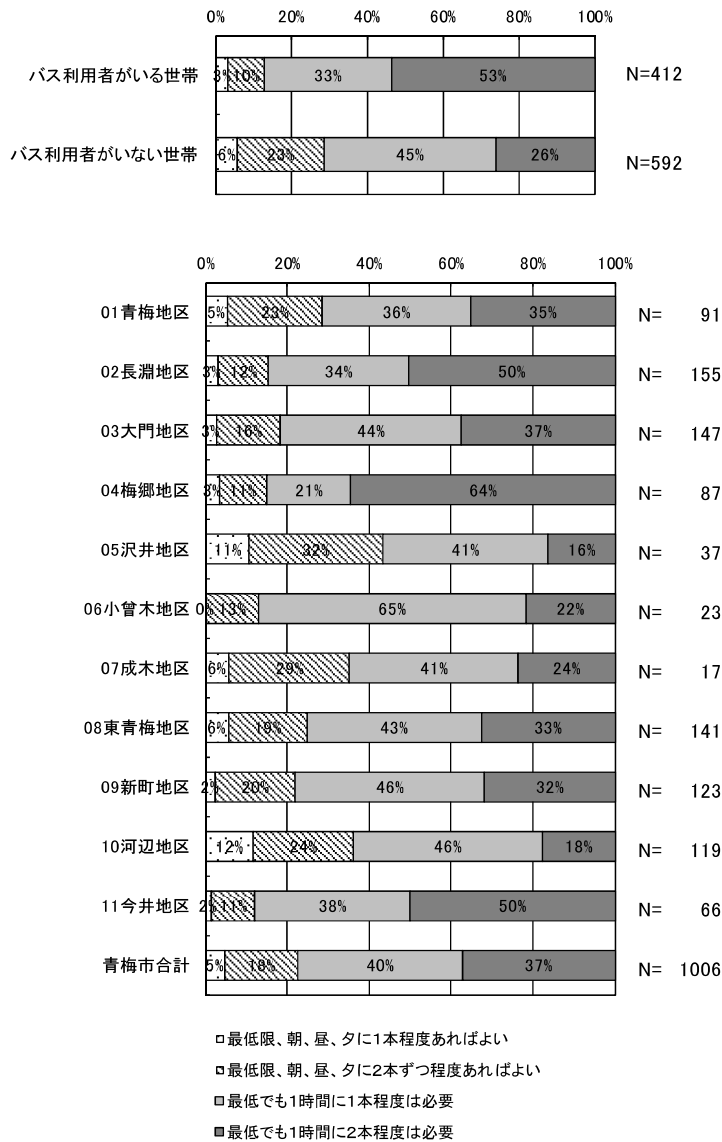 0% 20% 40% 60% 80% 100%
バス利用者がいる世帯 3% 10% 33% 53% N=412
バス利用者がいない世帯 6% 23% 45% 26% N=592
0% 20% 40% 60% 80% 100%
01青梅地区 5% 23% 36% 35% N= 91
02長淵地区 3% 12% 34% 50% N= 155
03大門地区 3% 16% 44% 37% N= 147
04梅郷地区 3% 11% 21% 64% N= 87
05沢井地区 11% 32% 41% 16% N= 37
06小曾木地区 0% 13% 65% 22% N= 23
07成木地区 6% 29% 41% 24% N= 17
08東青梅地区 6% 19% 43% 33% N= 141
09新町地区 2% 20% 46% 32% N= 123
10河辺地区 12% 24% 46% 18% N= 119
11今井地区 2% 11% 38% 50% N= 66
青梅市合計 5% 18% 40% 37% N= 1006
最低限、朝、昼、夕に1本程度あればよい
最低限、朝、昼、夕に2本ずつ程度あればよい
最低でも1時間に1本程度は必要
最低でも1時間に2本程度は必要